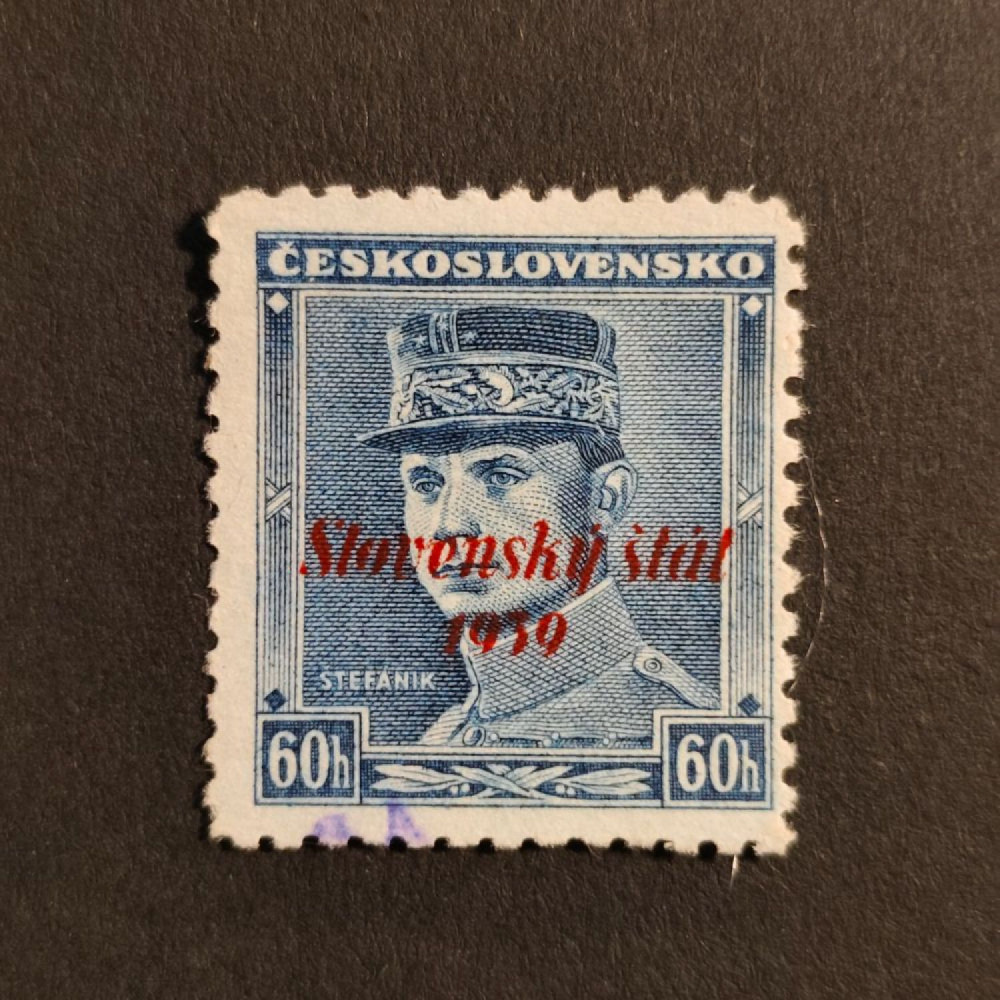 ČESKOSLOVENSKO
Slovenský štát
1939
ŠTEFÁNIK
60h 60h